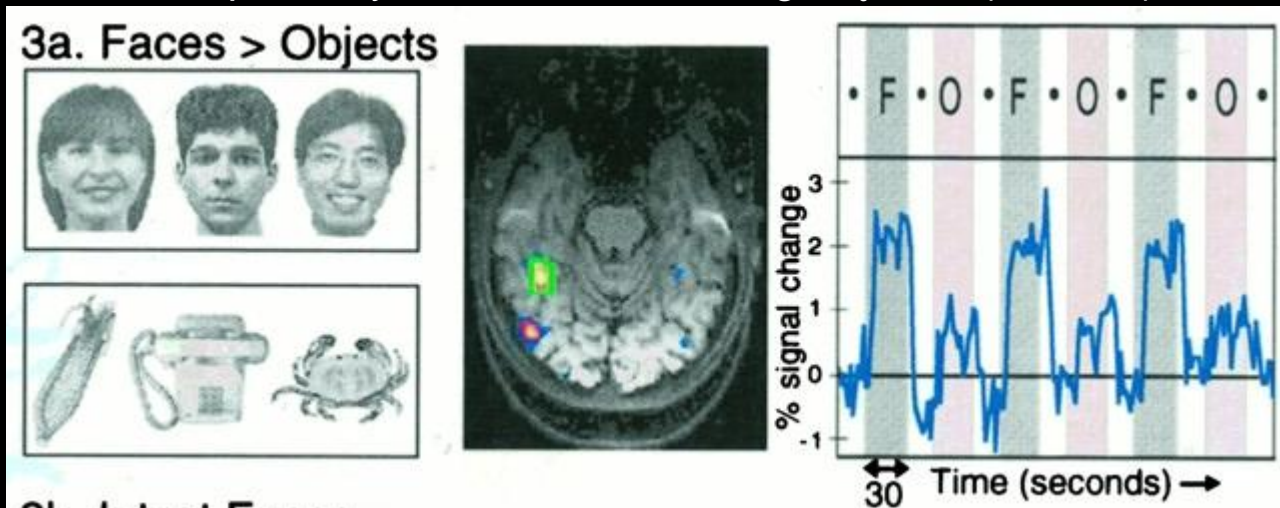 3a. Faces > Objects
· F · O · F · O · F · O ·
% signal change
3
2
1
0
-1
30
Time (seconds) →